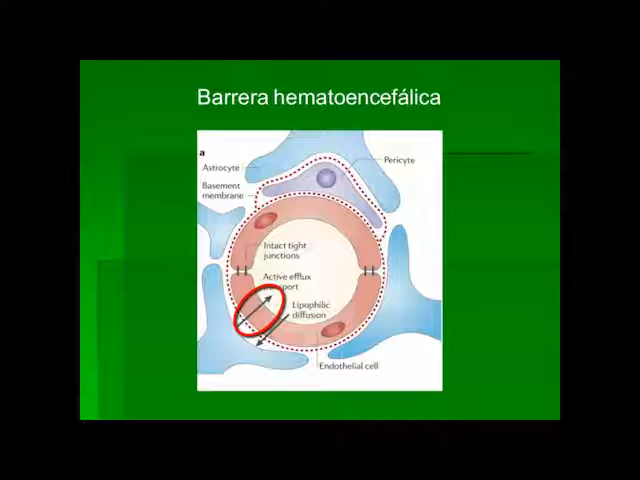 Barrera hematoencefálica
a
Astrocyte
Pericyte
Basement
membrane
Intact tight
junctions
Active efflux
transport
Lipophilic
diffusion
Endothelial cell